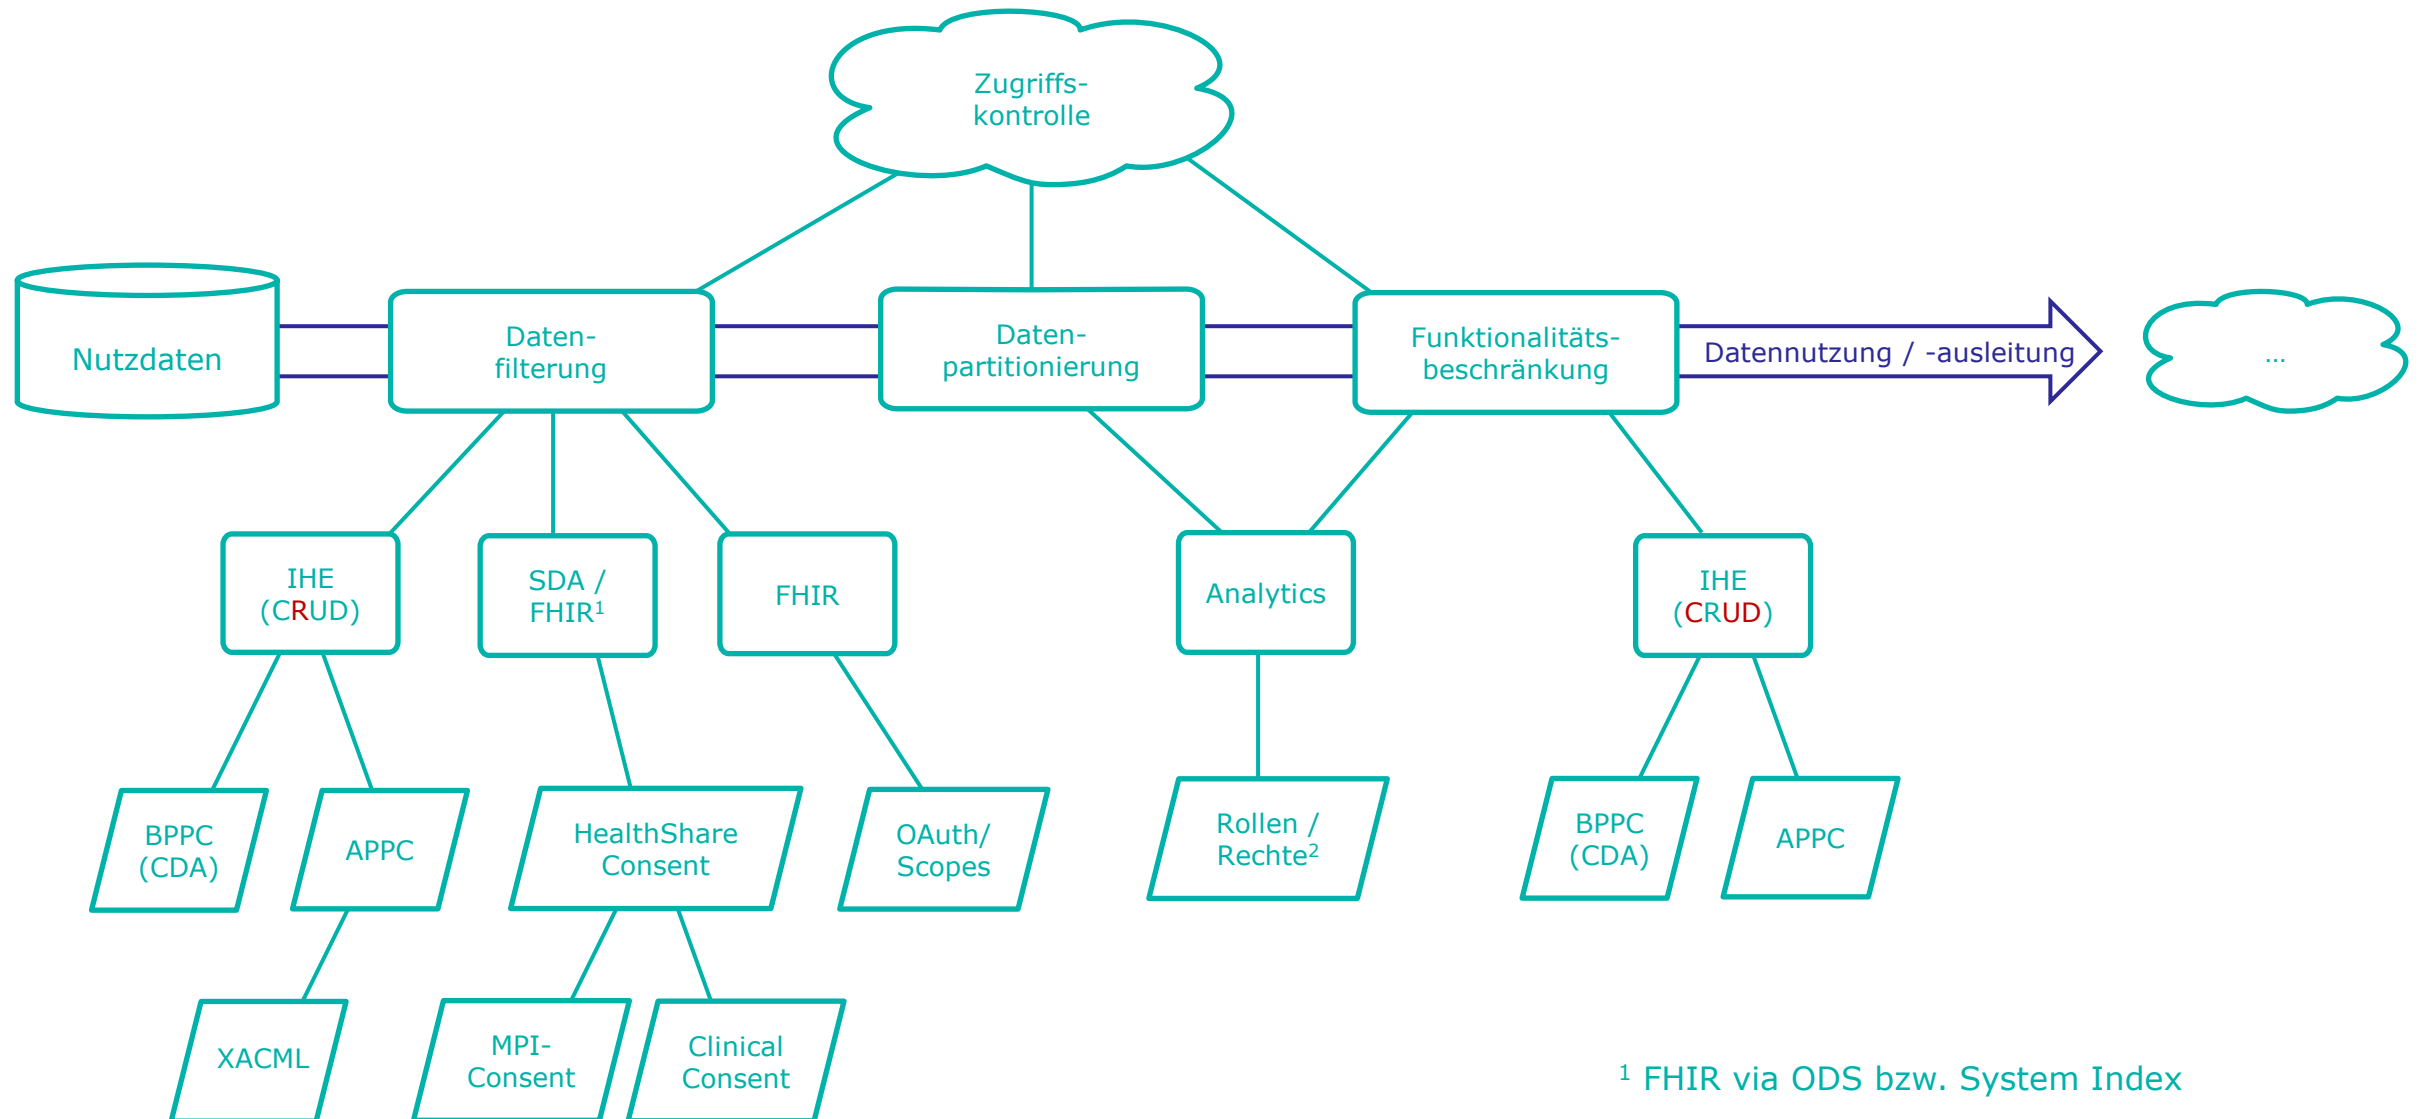 Zugriffs-
kontrolle
Nutzdaten
Daten-
filterung
Daten-
partitionierung
Funktionalitäts-
beschränkung
Datennutzung / -ausleitung
...
IHE
(CRUD)
SDA /
FHIR¹
FHIR
Analytics
IHE
(CRUD)
BPPC
(CDA)
APPC
HealthShare
Consent
OAuth/
Scopes
Rollen /
Rechte²
BPPC
(CDA)
APPC
XACML
MPI-
Consent
Clinical
Consent
¹ FHIR via ODS bzw. System Index